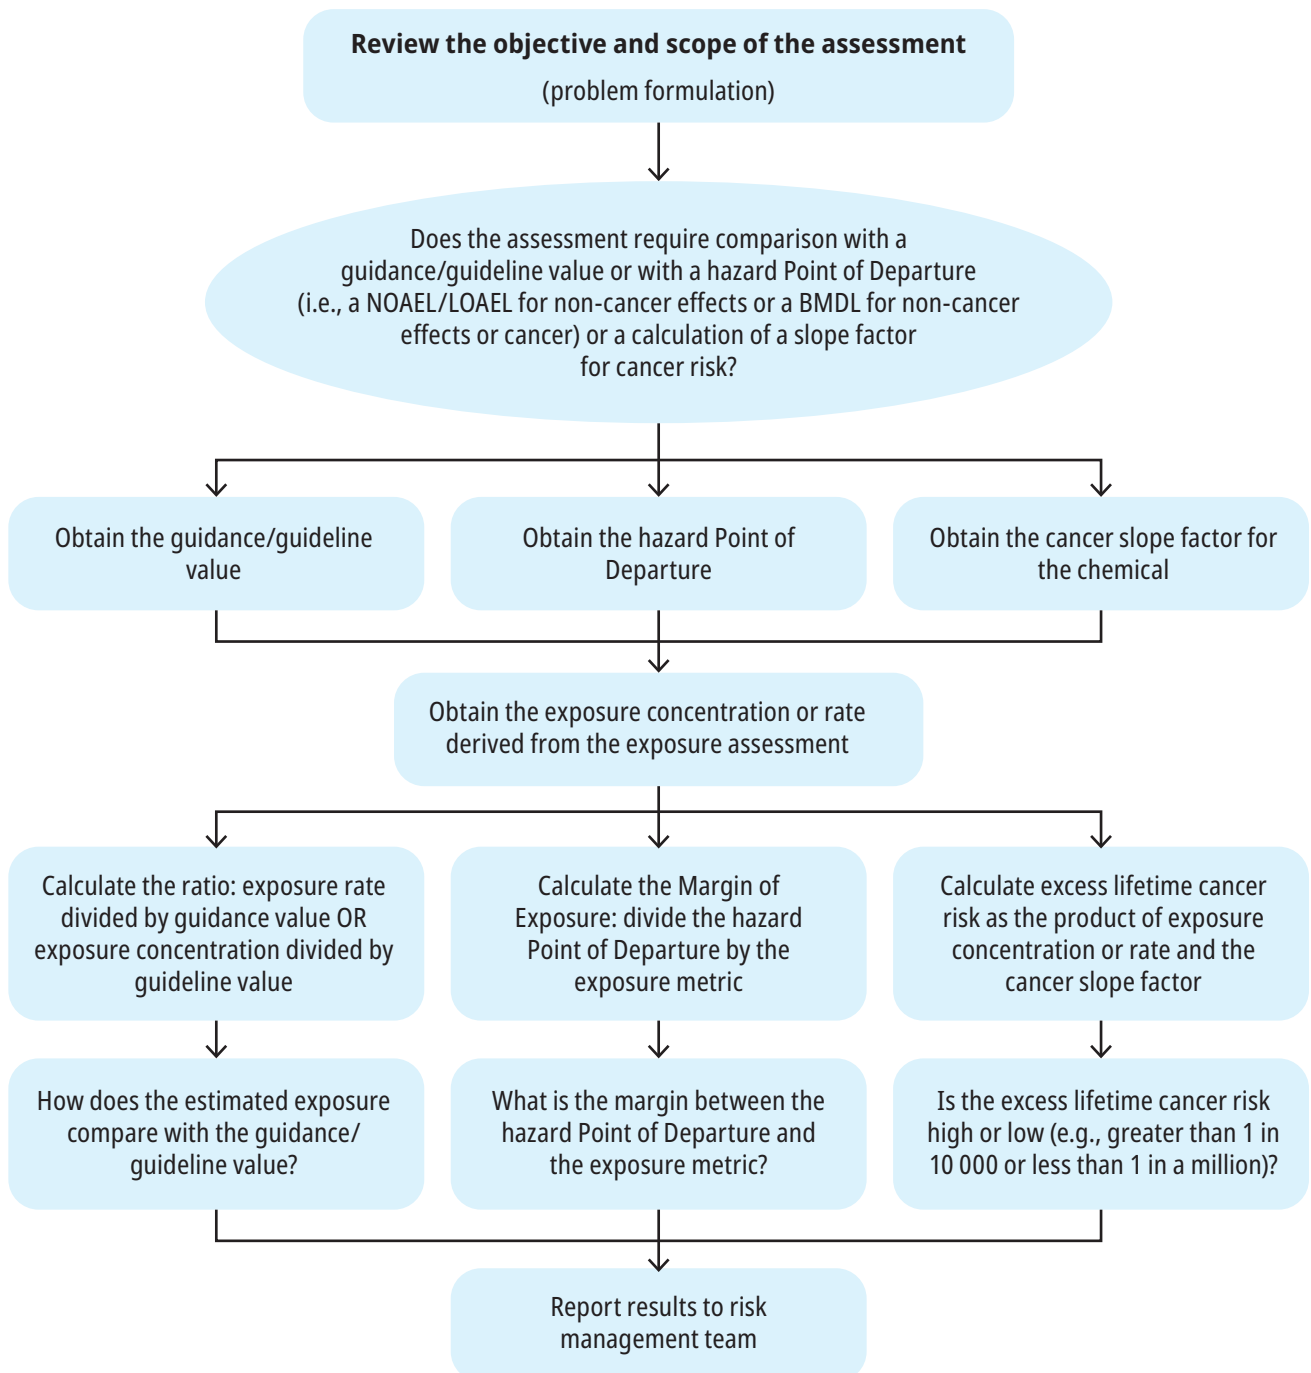 Review the objective and scope of the assessment
(problem formulation)
Does the assessment require comparison with a
guidance/guideline value or with a hazard Point of Departure
(i.e., a NOAEL/LOAEL for non-cancer effects or a BMDL for non-cancer
effects or cancer) or a calculation of a slope factor
for cancer risk?
Obtain the guidance/guideline
value
Obtain the hazard Point of
Departure
Obtain the cancer slope factor for
the chemical
Obtain the exposure concentration or rate
derived from the exposure assessment
Calculate the ratio: exposure rate
divided by guidance value OR
exposure concentration divided by
guideline value
Calculate the Margin of
Exposure: divide the hazard
Point of Departure by the
exposure metric
Calculate excess lifetime cancer
risk as the product of exposure
concentration or rate and the
cancer slope factor
How does the estimated exposure
compare with the guidance/
guideline value?
What is the margin between the
hazard Point of Departure and
the exposure metric?
Is the excess lifetime cancer risk
high or low (e.g., greater than 1 in
10 000 or less than 1 in a million)?
Report results to risk
management team